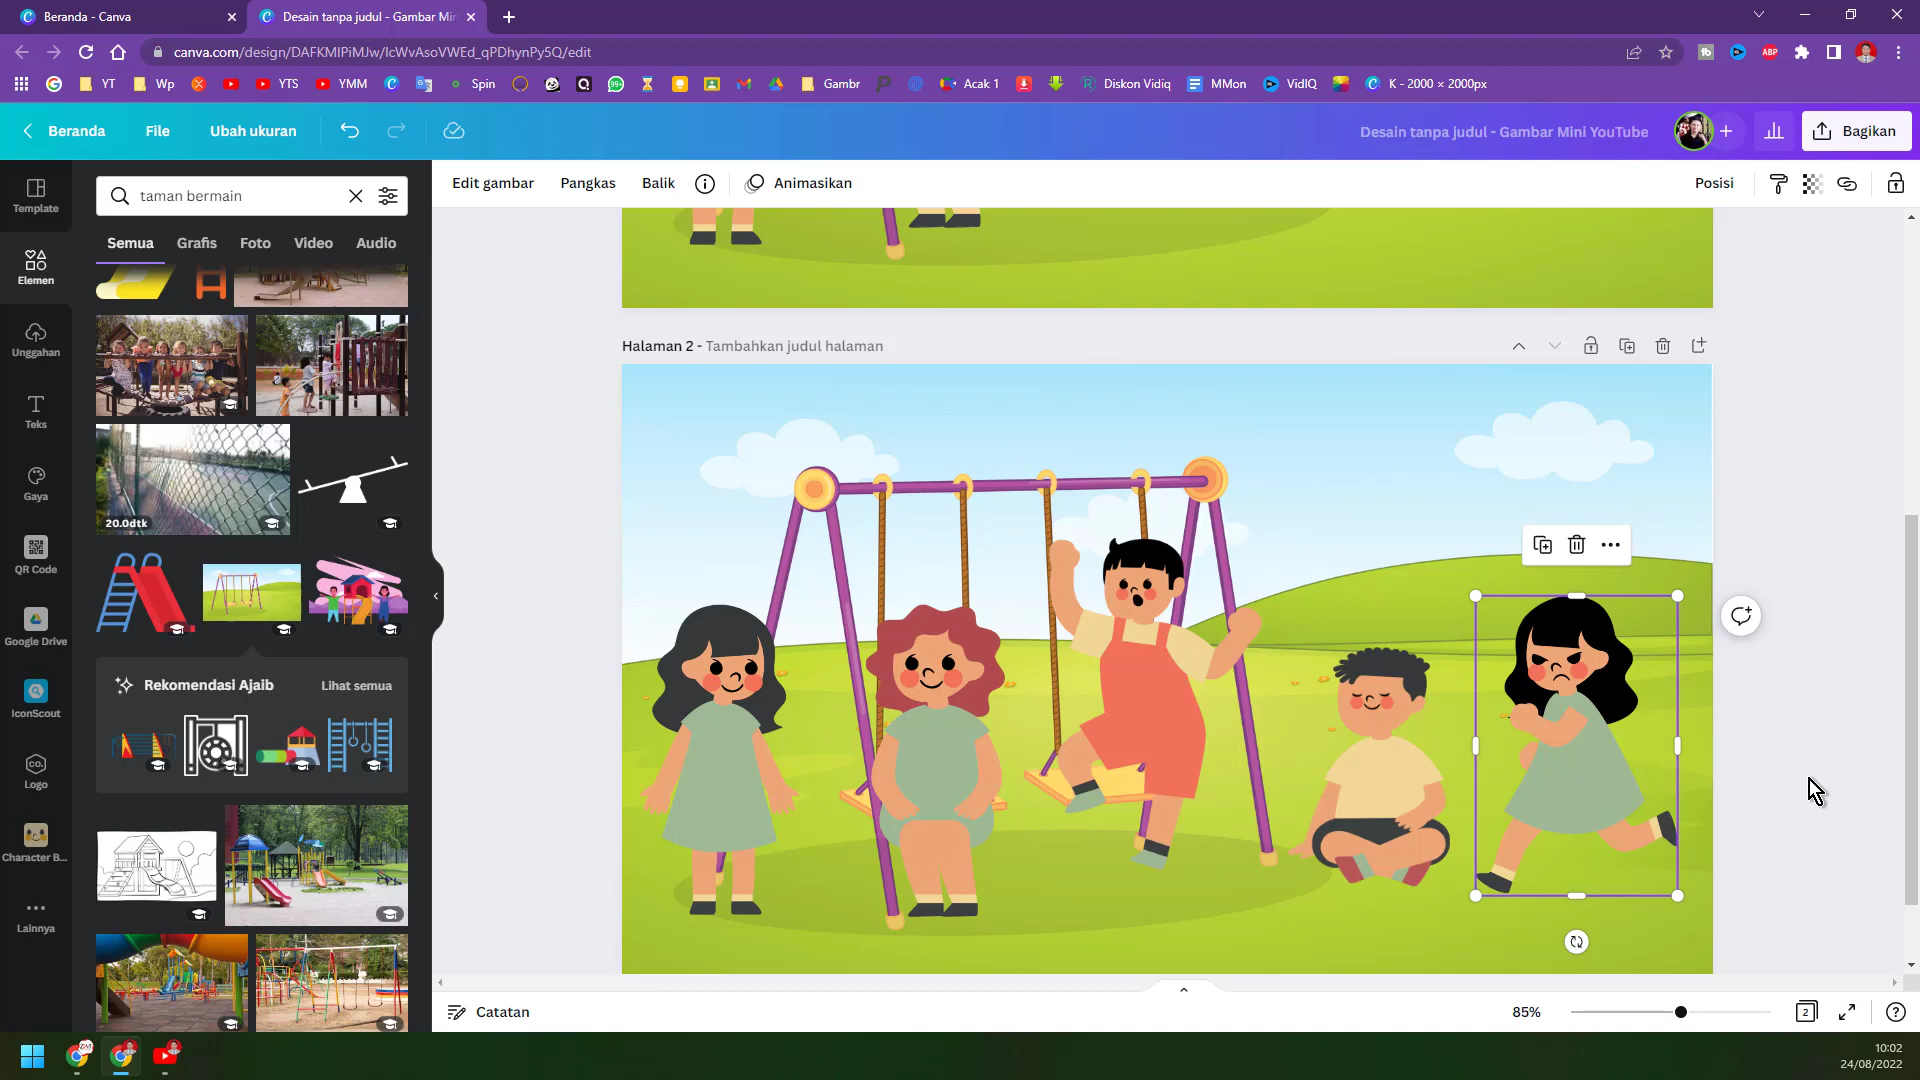 Beranda - Canva
Desain tanpa judul - Gambar Min
canva.com/design/DAFKMIPiMJw/IcWvAsoVWEd_qPDhynPy5Q/edit
YT
Wp
YTS
YMM
Spin
Gambr
Acak 1
Diskon Vidiq
MMon
VidIQ
K - 2000 × 2000px
Beranda
File
Ubah ukuran
Desain tanpa judul - Gambar Mini YouTube
Bagikan
Template
Elemen
Unggahan
Teks
Gaya
QR Code
Google Drive
IconScout
Logo
Character B...
Lainnya
taman bermain
Semua
Grafis
Foto
Video
Audio
20.0dtk
Rekomendasi Ajaib
Lihat semua
Edit gambar
Pangkas
Balik
Animasikan
Posisi
Halaman 2 - Tambahkan judul halaman
Catatan
85%
2
10:02
24/08/2022